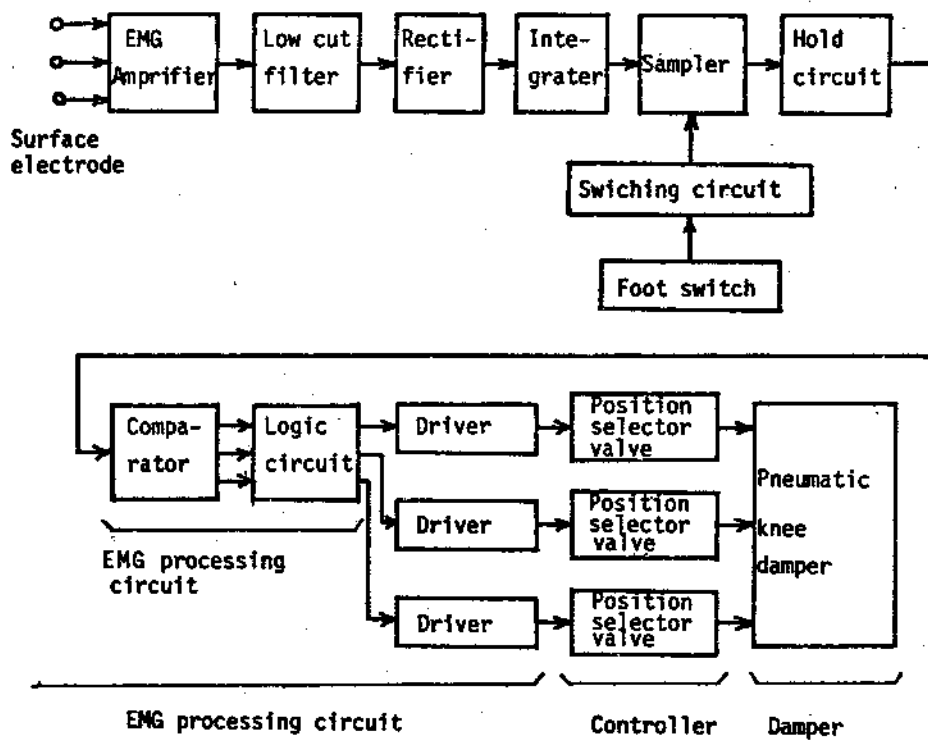 EMG
Amprifier
Low cut
filter
Recti-
fier
Inte-
grater
Sampler
Hold
circuit
Surface
electrode
Swiching circuit
Foot switch
Compa-
rator
Logic
circuit
Driver
Position
selector
valve
Pneumatic
knee
damper
Driver
Position
selector
valve
EMG processing
circuit
Driver
Position
selector
valve
EMG processing circuit
Controller
Damper